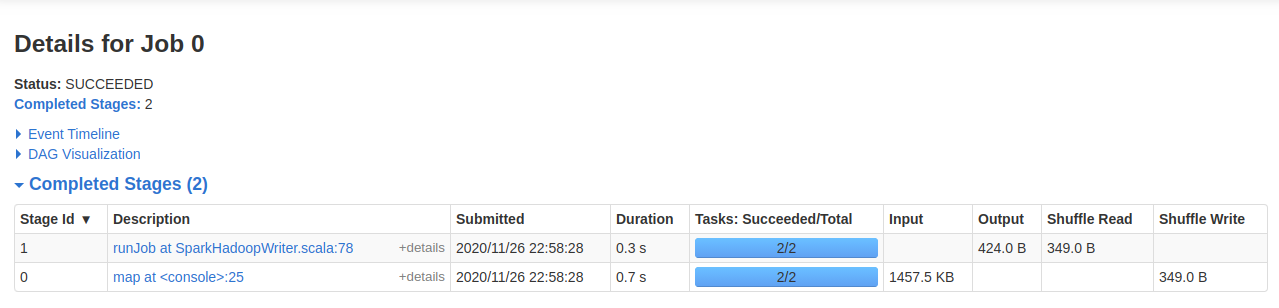 Details for Job 0
Status: SUCCEEDED
Completed Stages: 2
Event Timeline
DAG Visualization
Completed Stages (2)
Stage Id ▼ Description Submitted Duration Tasks: Succeeded/Total Input Output Shuffle Read Shuffle Write
1 runJob at SparkHadoopWriter.scala:78 +details 2020/11/26 22:58:28 0.3 s 2/2 424.0 B 349.0 B
0 map at <console>:25 +details 2020/11/26 22:58:28 0.7 s 2/2 1457.5 KB 349.0 B